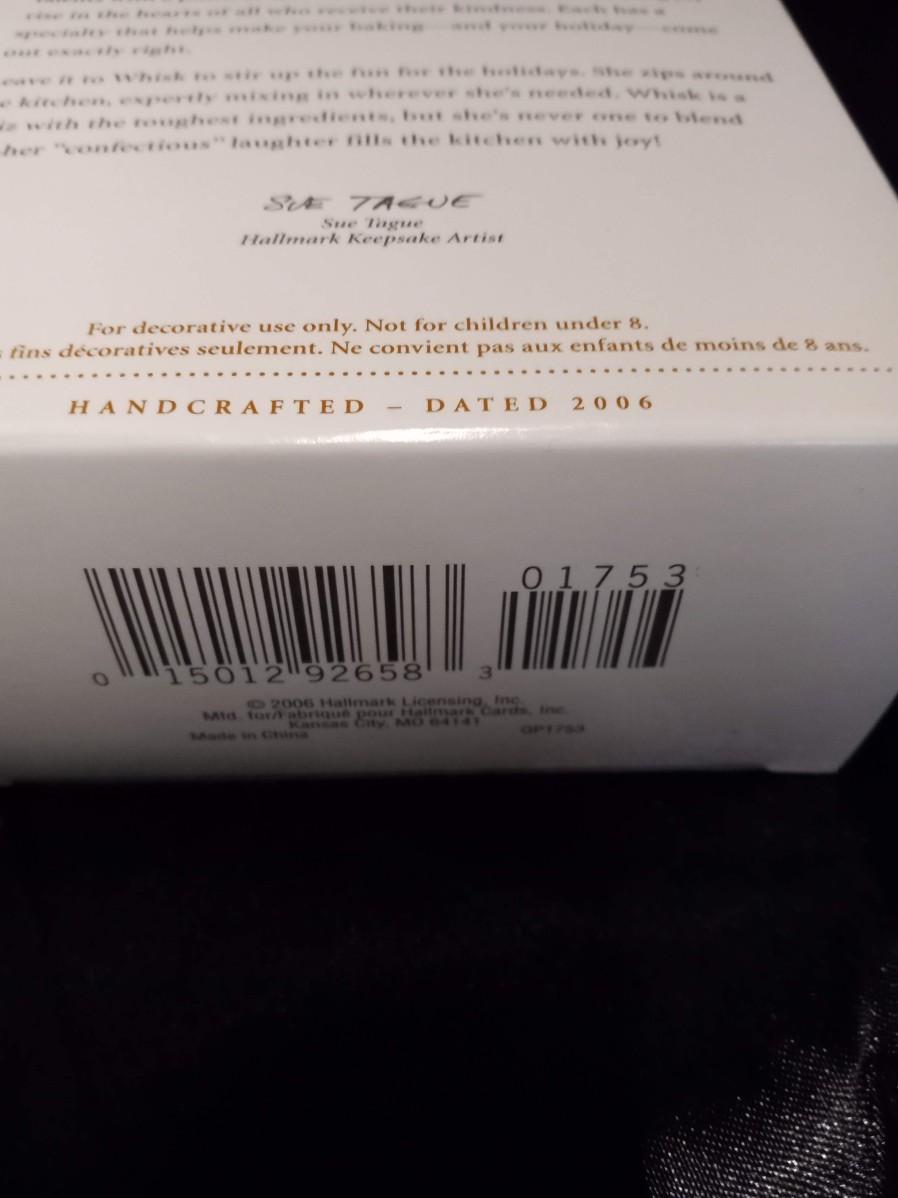 rise in the hearts of all who receive their kindness. Each has a
specialty that helps make your baking—and your holiday—come
out exactly right.
eave it to Whisk to stir up the fun for the holidays. She zips around
e kitchen, expertly mixing in wherever she's needed. Whisk is a
iz with the toughest ingredients, but she's never one to blend
her "confectious" laughter fills the kitchen with joy!
SUE TAGUE
Sue Tague
Hallmark Keepsake Artist
For decorative use only. Not for children under 8.
fins décoratives seulement. Ne convient pas aux enfants de moins de 8 ans.
HANDCRAFTED – DATED 2006
01753
0 15012 92658 3
© 2006 Hallmark Licensing, Inc.
Mfd. for/Fabriqué pour Hallmark Cards, Inc.
Kansas City, MO 64141
Made in China QP1753